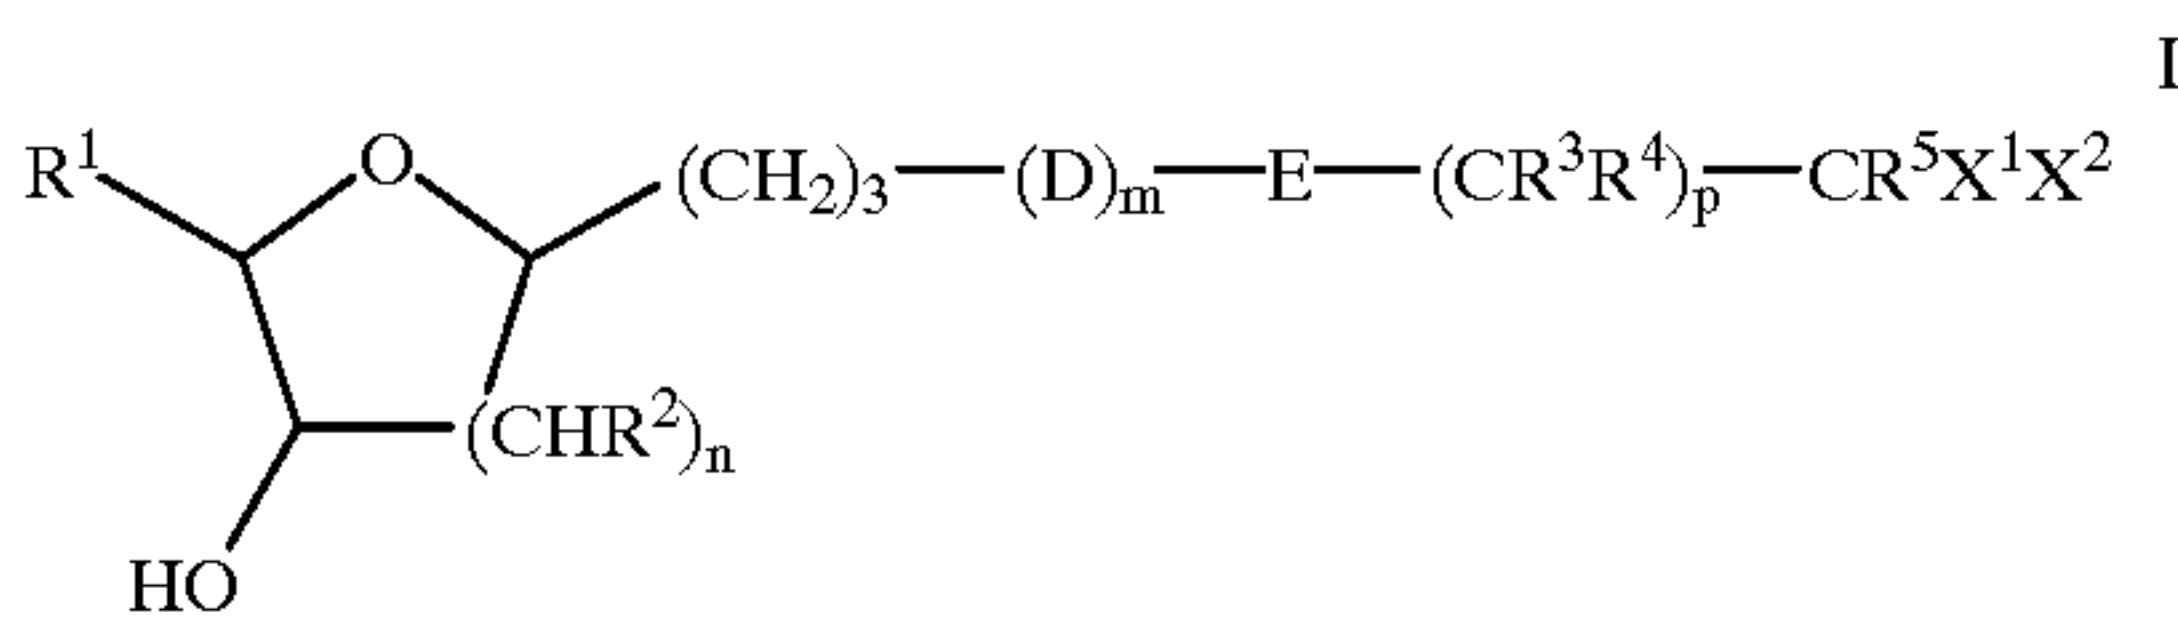 I
R¹ O (CH₂)₃—(D)ₘ—E—(CR³R⁴)ₚ—CR⁵X¹X²
(CHR²)ₙ
HO